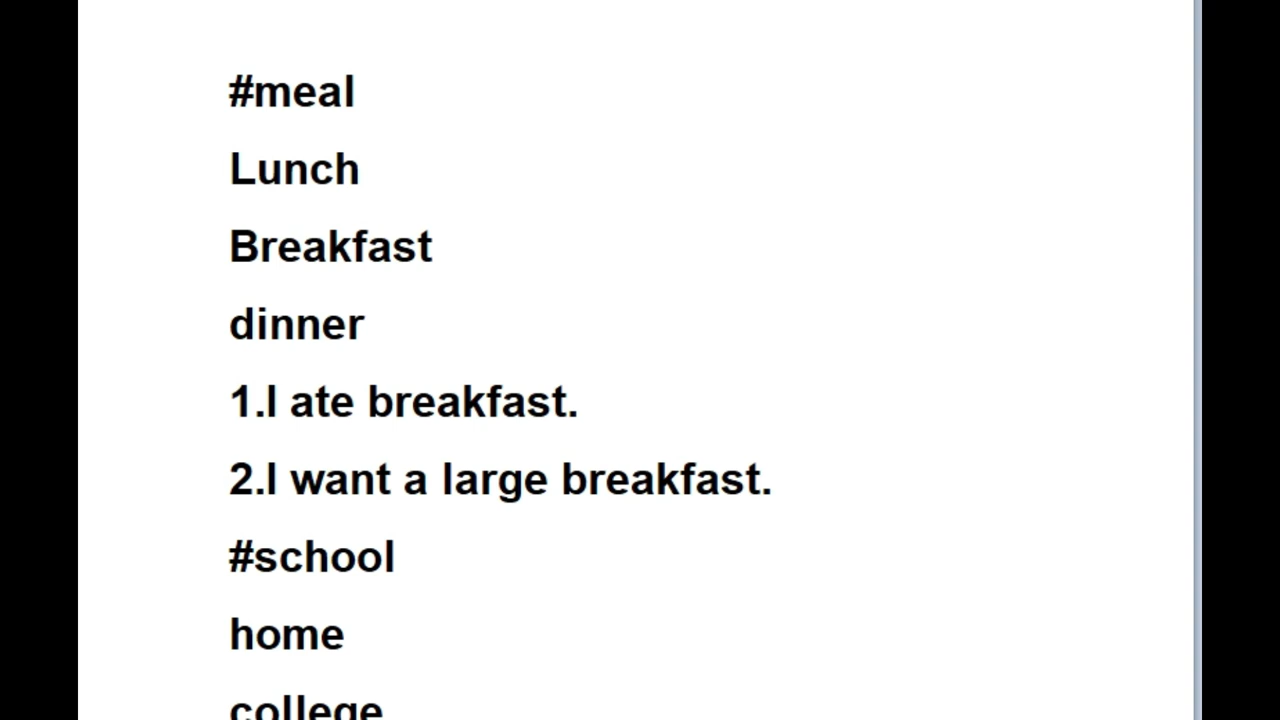 #meal
Lunch
Breakfast
dinner
1.I ate breakfast.
2.I want a large breakfast.
#school
home
college